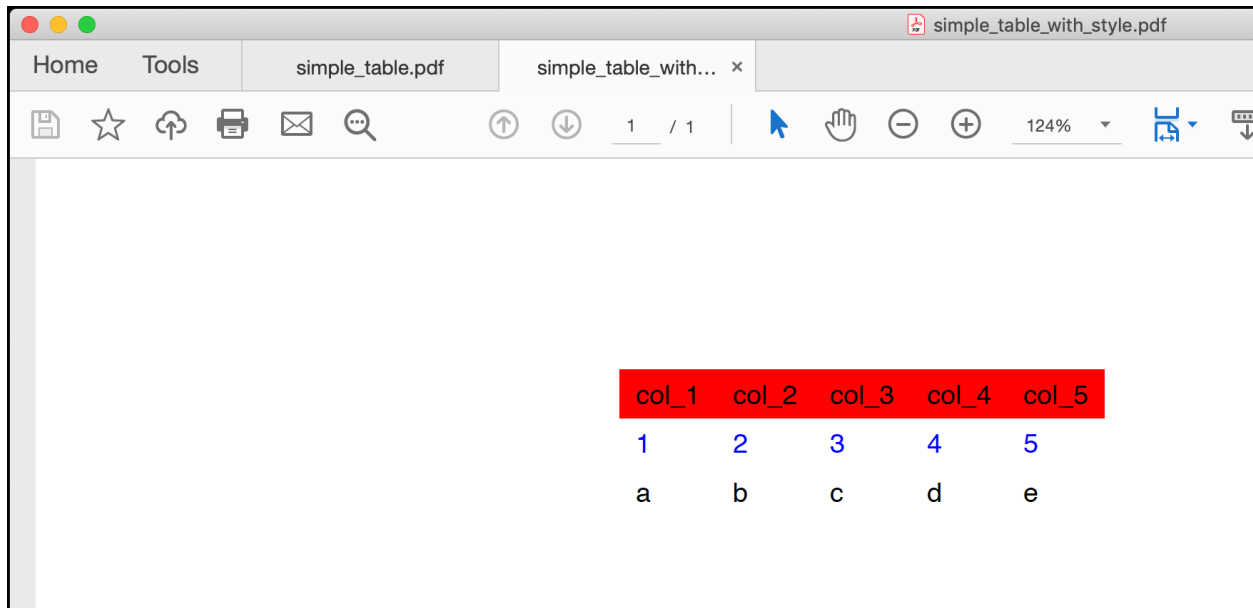 simple_table_with_style.pdf
Home Tools simple_table.pdf simple_table_with... ×
1 / 1 124%
col_1 col_2 col_3 col_4 col_5
1 2 3 4 5
a b c d e